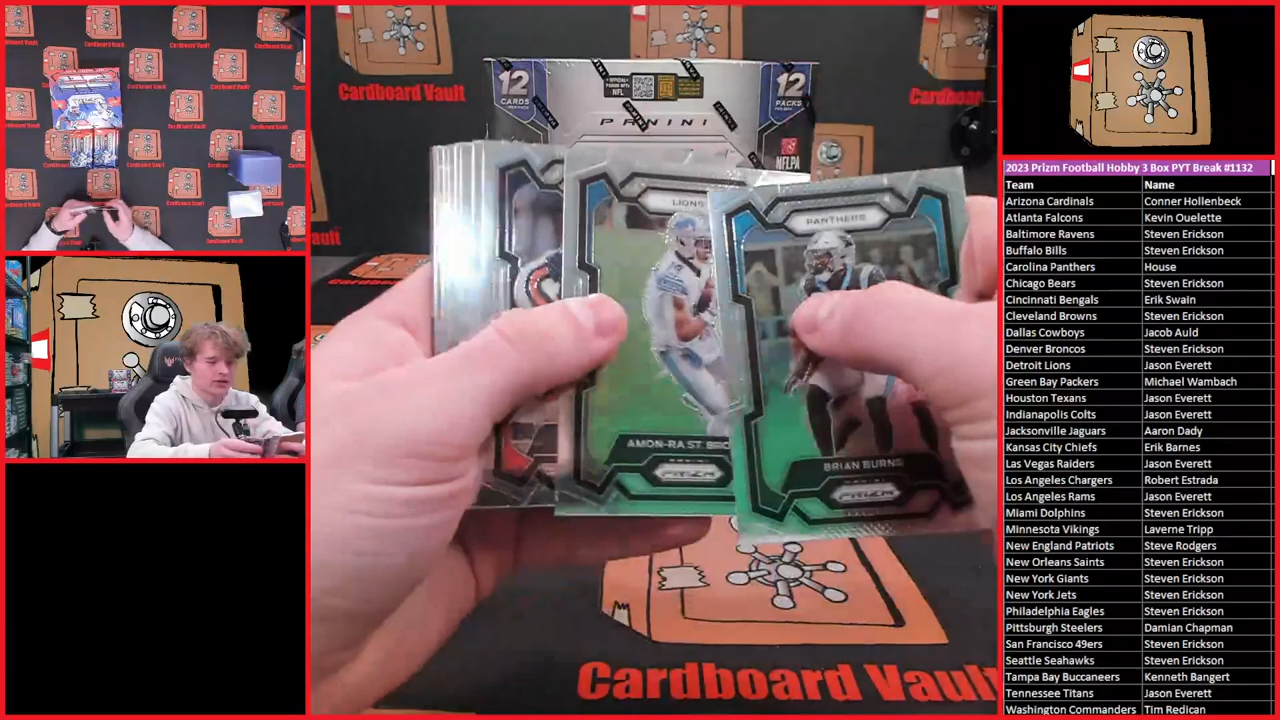 Cardboard Vault
12
CARDS
PANINI
12
PACKS
NFLPA
LIONS
PANTHERS
AMON-RA ST BRO
PRIZM
BRIAN BURNS
PRIZM
Cardboard Vault
2023 Prizm Football Hobby 3 Box PYT Break #1132
Team Name
Arizona Cardinals Conner Hollenbeck
Atlanta Falcons Kevin Ouelette
Baltimore Ravens Steven Erickson
Buffalo Bills Steven Erickson
Carolina Panthers House
Chicago Bears Steven Erickson
Cincinnati Bengals Erik Swain
Cleveland Browns Steven Erickson
Dallas Cowboys Jacob Auld
Denver Broncos Steven Erickson
Detroit Lions Jason Everett
Green Bay Packers Michael Wambach
Houston Texans Jason Everett
Indianapolis Colts Jason Everett
Jacksonville Jaguars Aaron Dady
Kansas City Chiefs Erik Barnes
Las Vegas Raiders Jason Everett
Los Angeles Chargers Robert Estrada
Los Angeles Rams Jason Everett
Miami Dolphins Steven Erickson
Minnesota Vikings Laverne Tripp
New England Patriots Steve Rodgers
New Orleans Saints Steven Erickson
New York Giants Steven Erickson
New York Jets Steven Erickson
Philadelphia Eagles Steven Erickson
Pittsburgh Steelers Damian Chapman
San Francisco 49ers Steven Erickson
Seattle Seahawks Steven Erickson
Tampa Bay Buccaneers Kenneth Bangert
Tennessee Titans Jason Everett
Washington Commanders Tim Redican